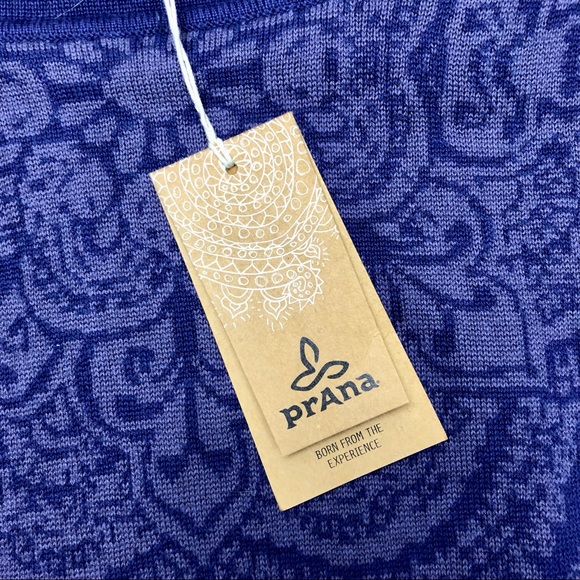 prAna
BORN FROM THE
EXPERIENCE